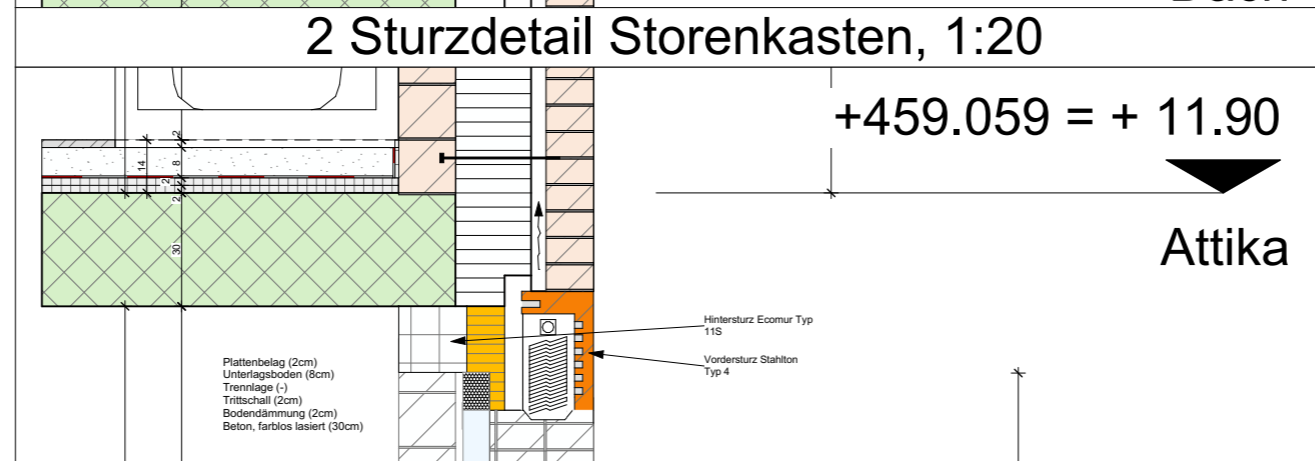 2 Sturzdetail Storenkasten, 1:20
+459.059 = + 11.90
Attika
2
14
8
2
2
30
Hintersturz Ecomur Typ
11S
Vordersturz Stahlton
Typ 4
Plattenbelag (2cm)
Unterlagsboden (8cm)
Trennlage (-)
Trittschall (2cm)
Bodendämmung (2cm)
Beton, farblos lasiert (30cm)